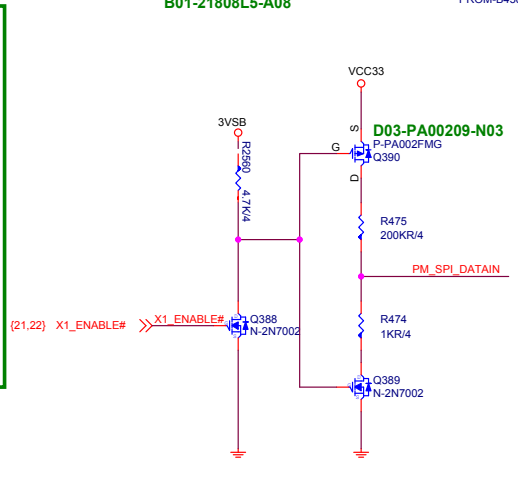 B01-21808L5-A08
VCC33
3VSB
S
D03-PA00209-N03
P-PA002FMG
G
Q390
R2560
4.7K/4
D
R475
200KR/4
PM_SPI_DATAIN
{21,22} X1_ENABLE#
X1_ENABLE#
Q388
N-2N7002
R474
1KR/4
Q389
N-2N7002